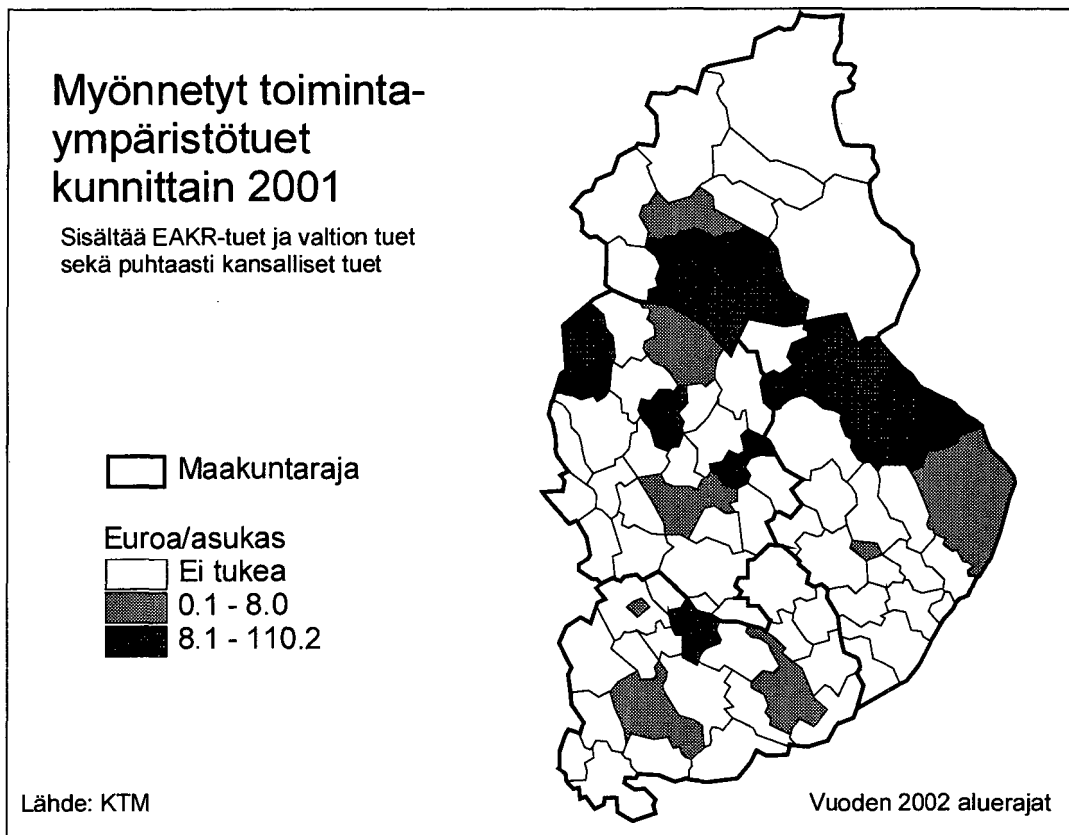 Myönnetyt toiminta-
ympäristötuet
kunnittain 2001
Sisältää EAKR-tuet ja valtion tuet
sekä puhtaasti kansalliset tuet
Maakuntaraja
Euroa/asukas
Ei tukea
0.1 - 8.0
8.1 - 110.2
Lähde: KTM
Vuoden 2002 aluerajat